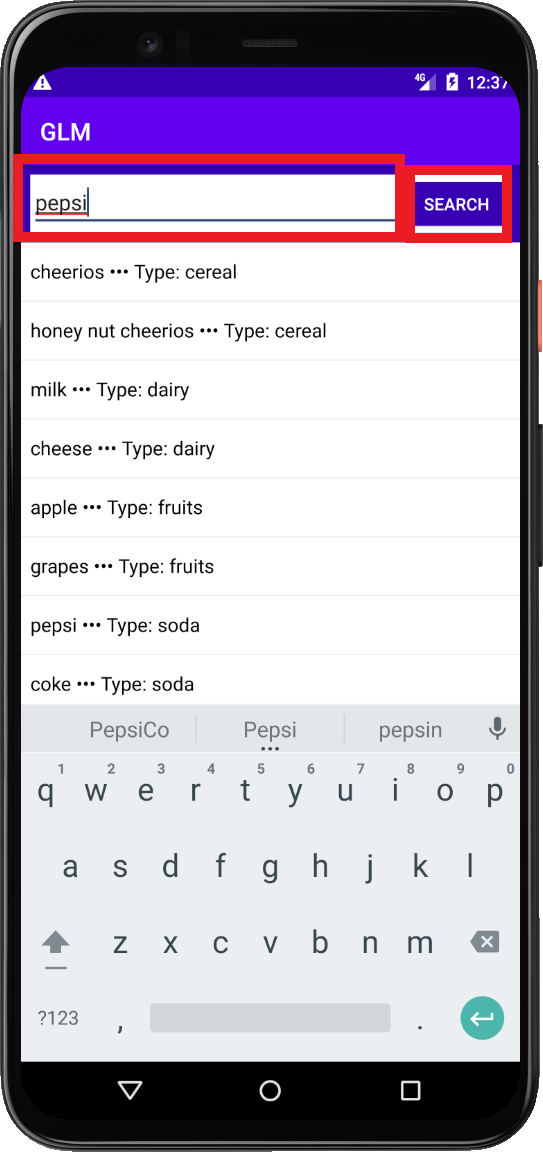 4G 12:37
GLM
pepsi SEARCH
cheerios ••• Type: cereal
honey nut cheerios ••• Type: cereal
milk ••• Type: dairy
cheese ••• Type: dairy
apple ••• Type: fruits
grapes ••• Type: fruits
pepsi ••• Type: soda
coke ••• Type: soda
PepsiCo Pepsi pepsin
1 2 3 4 5 6 7 8 9 0
q w e r t y u i o p
a s d f g h j k l
z x c v b n m
?123 , .